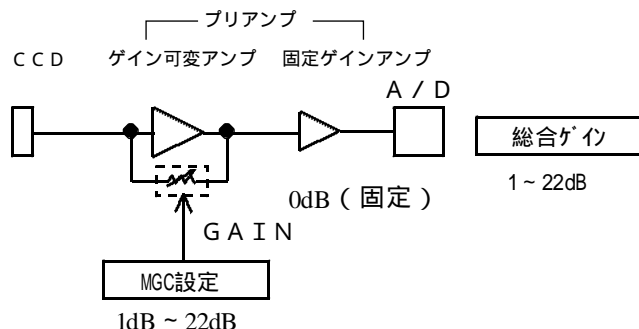 プリアンプ
ＣＣＤ
ゲイン可変アンプ
固定ゲインアンプ
Ａ／Ｄ
総合ｹﾞｲﾝ
1~22dB
0dB（固定）
ＧＡＩＮ
MGC設定
1dB~22dB